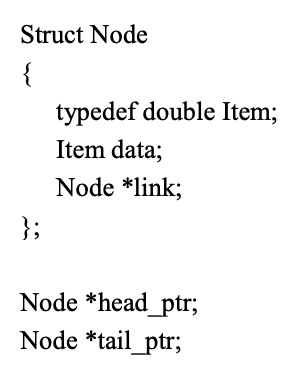 Struct Node
{
typedef double Item;
Item data;
Node *link;
};
Node *head_ptr;
Node *tail_ptr;